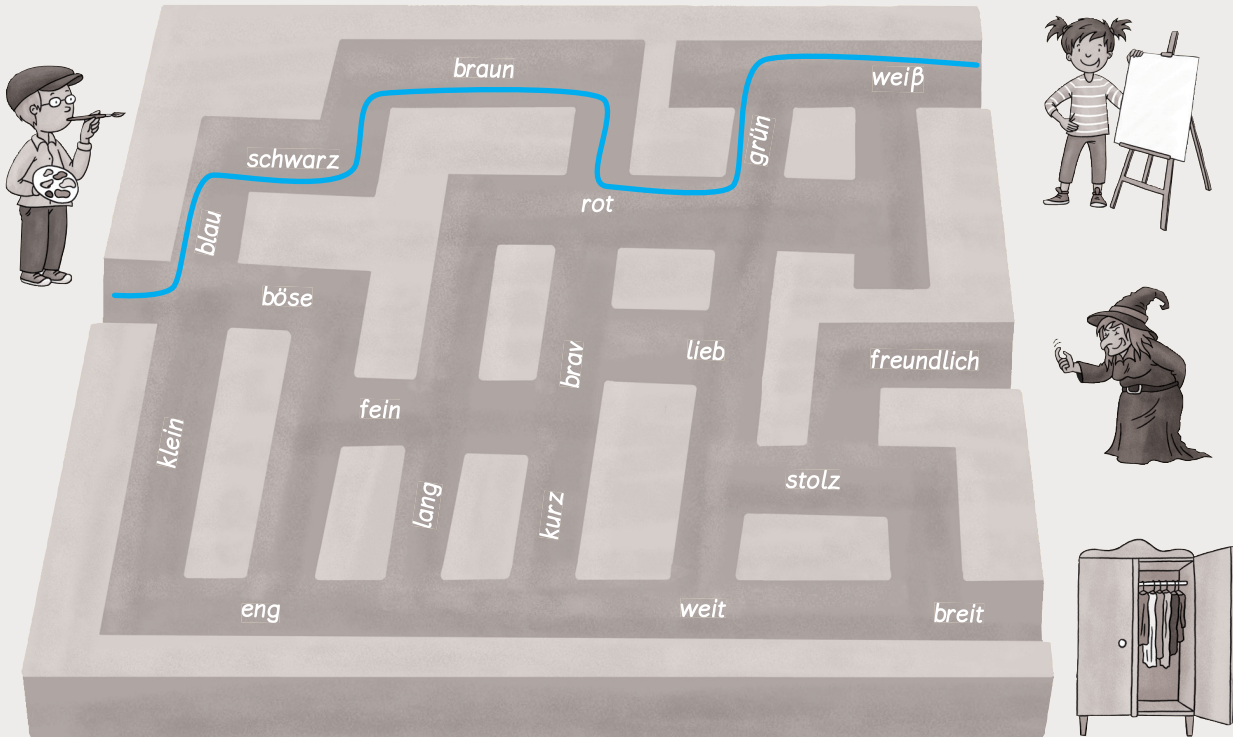 braun
weiß
grün
schwarz
rot
blau
böse
brav
lieb
freundlich
fein
klein
stolz
lang
kurz
eng
weit
breit